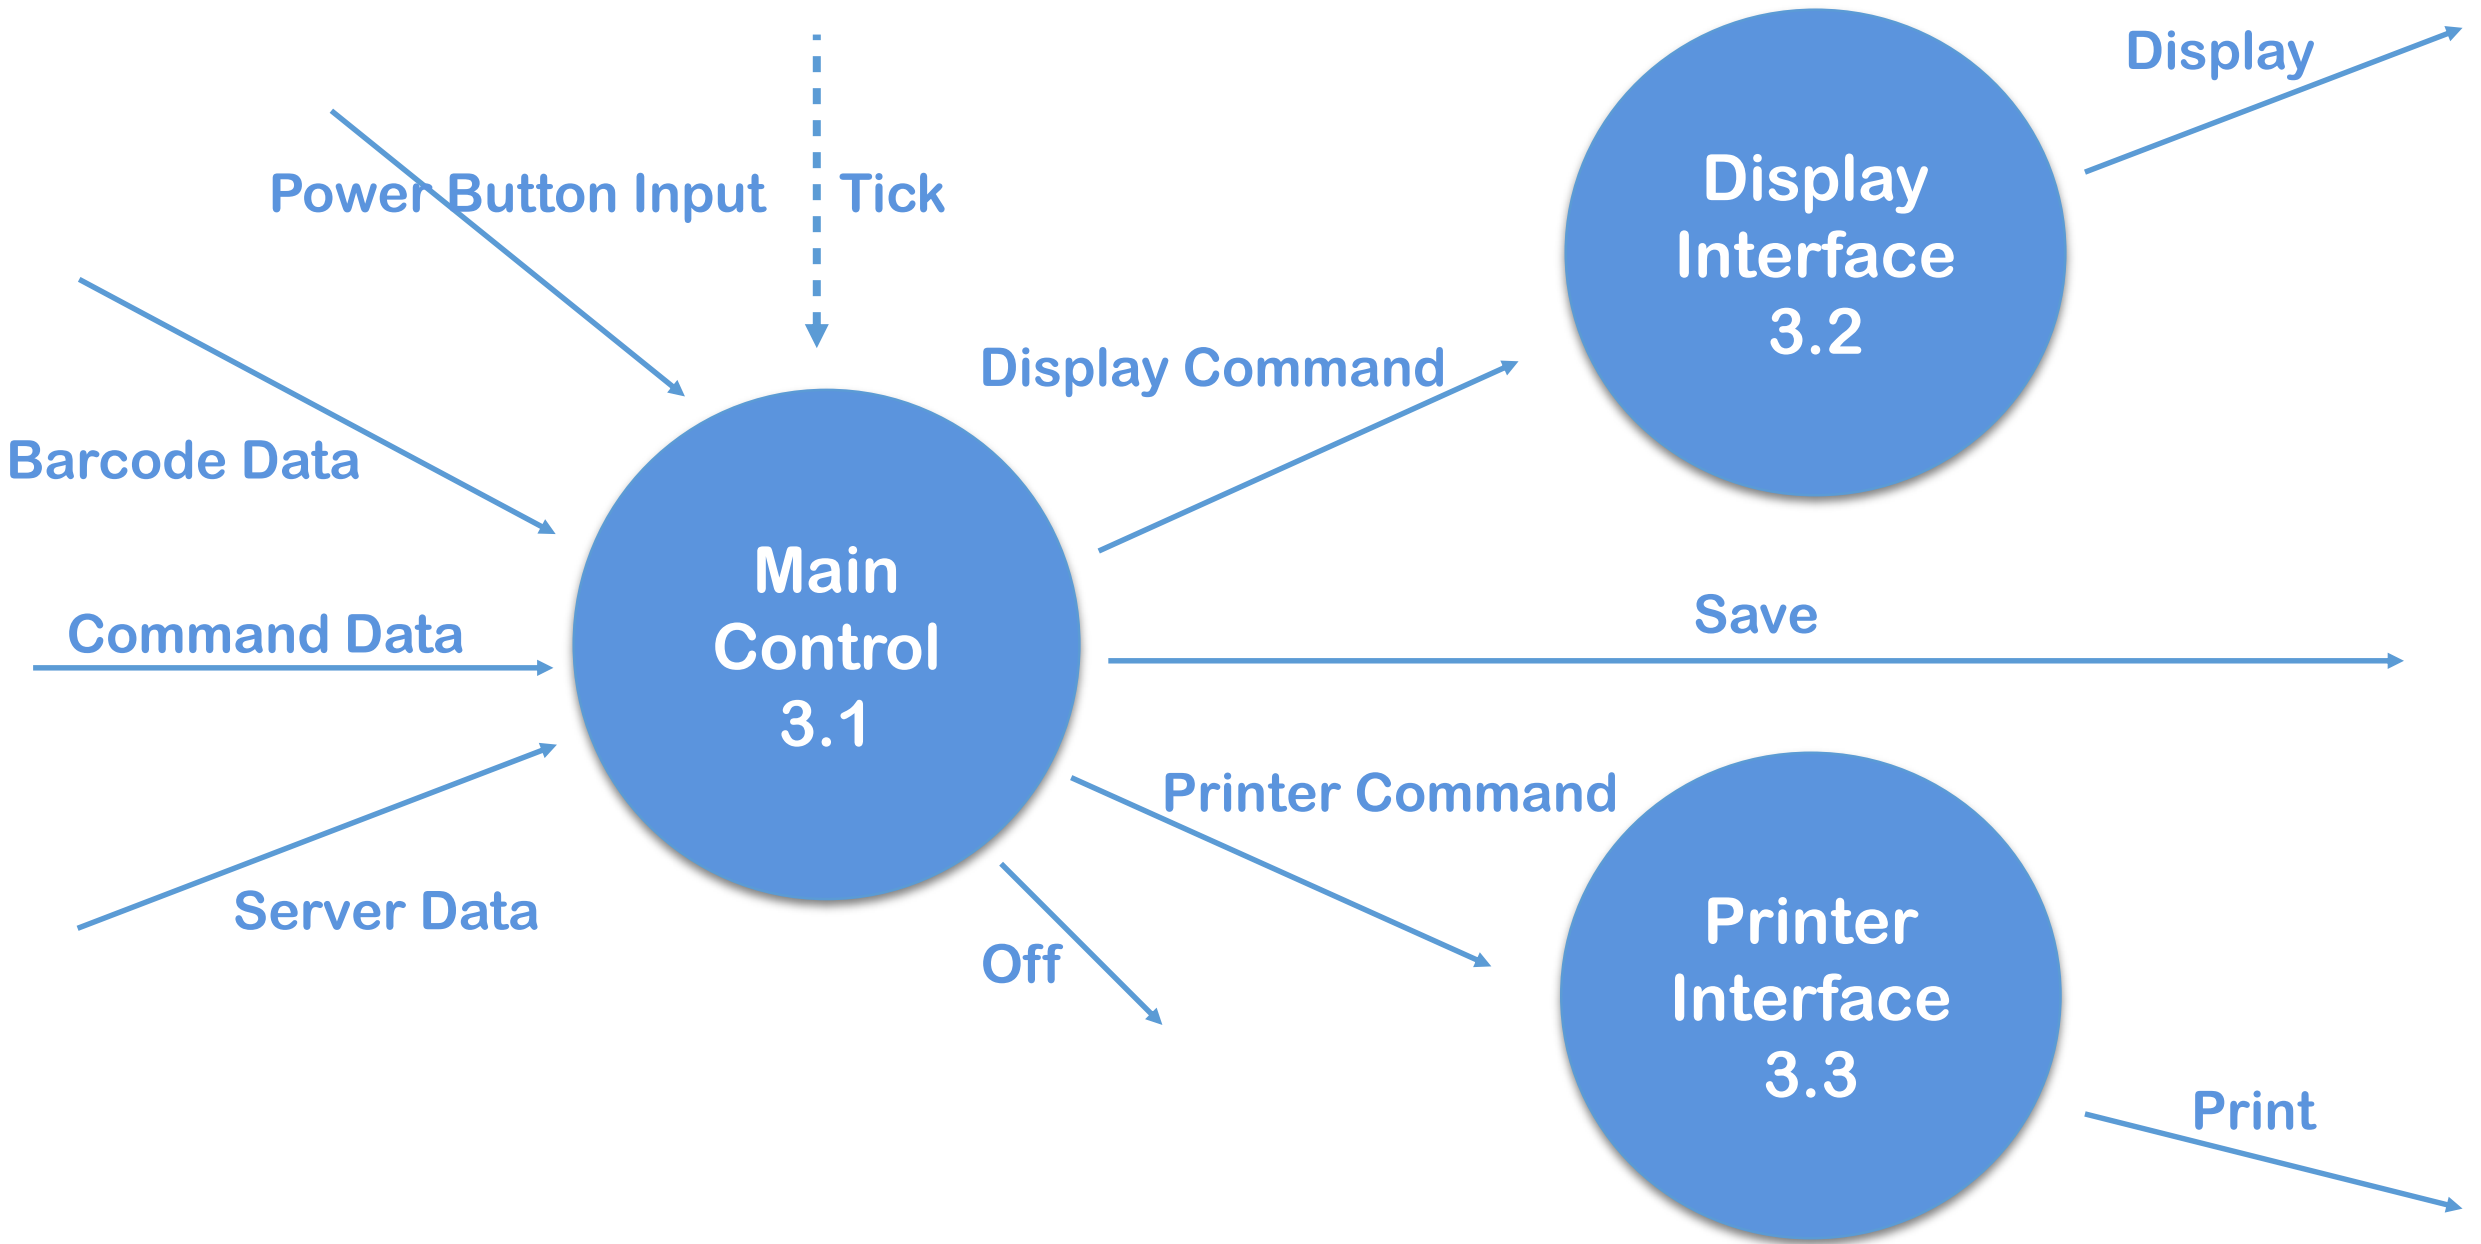 Display
Power Button Input
Tick
Display
Interface
3.2
Display Command
Barcode Data
Main
Control
3.1
Command Data
Save
Printer Command
Server Data
Off
Printer
Interface
3.3
Print